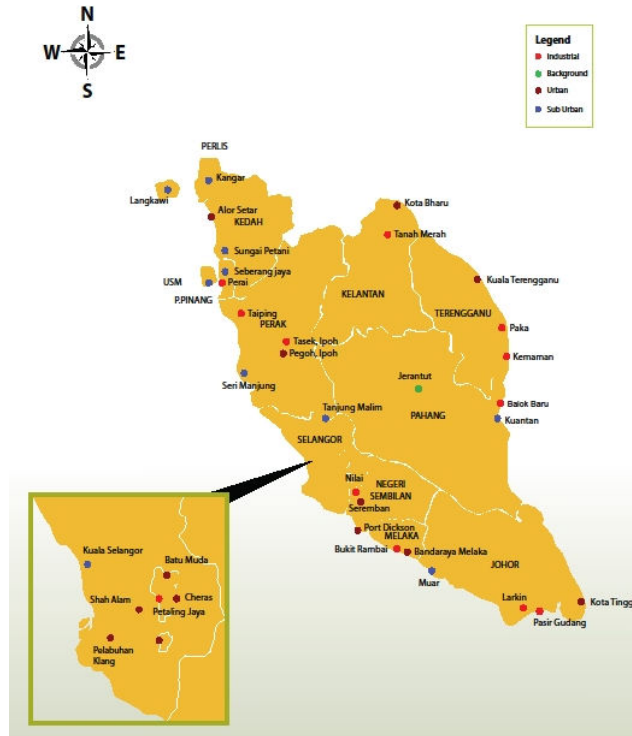 N
W E
S
Legend
Industrial
Background
Urban
Sub Urban
PERLIS
Kangar
Langkawi
Alor Setar
KEDAH
Kota Bharu
Tanah Merah
Sungai Petani
Seberang jaya
USM
Perai
P.PINANG
KELANTAN
Kuala Terengganu
TERENGGANU
Taiping
PERAK
Paka
Tasek, Ipoh
Pegoh, Ipoh
Kemaman
Seri Manjung
Jerantut
Balok Baru
Tanjung Malim
PAHANG
Kuantan
SELANGOR
Nilai
NEGERI
SEMBILAN
Seremban
Port Dickson
MELAKA
Bukit Rambai
Bandaraya Melaka
JOHOR
Muar
Kuala Selangor
Batu Muda
Shah Alam
Cheras
Petaling Jaya
Larkin
Kota Tingg
Pasir Gudang
Pelabuhan
Klang